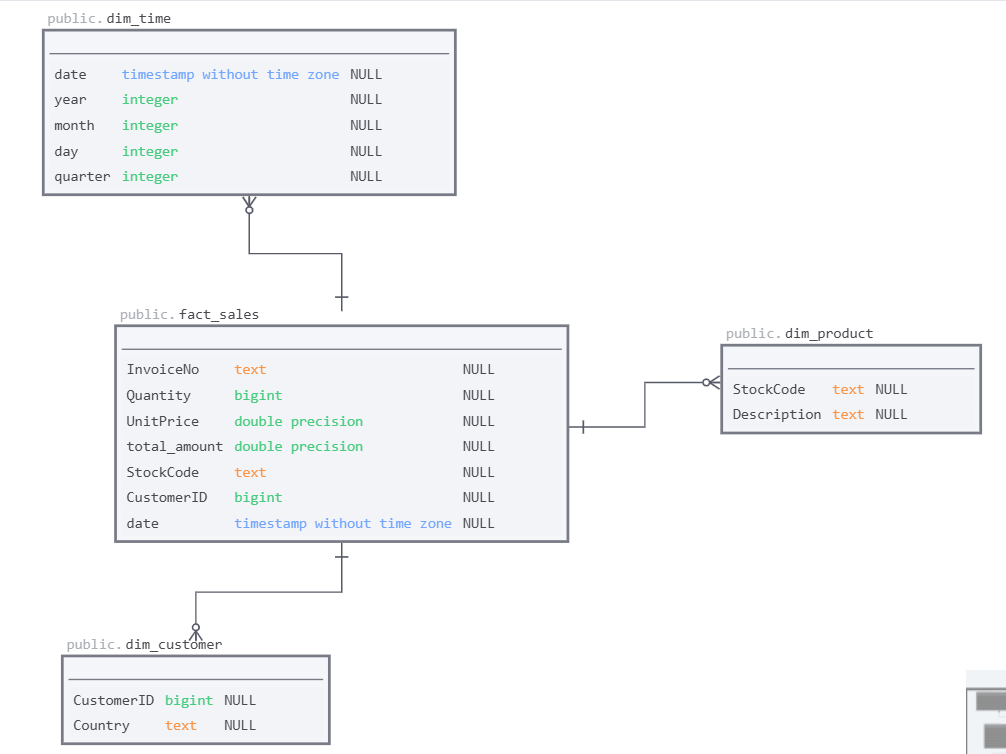 public.dim_time
date timestamp without time zone NULL
year integer NULL
month integer NULL
day integer NULL
quarter integer NULL
public.fact_sales
InvoiceNo text NULL
Quantity bigint NULL
UnitPrice double precision NULL
total_amount double precision NULL
StockCode text NULL
CustomerID bigint NULL
date timestamp without time zone NULL
public.dim_product
StockCode text NULL
Description text NULL
public.dim_customer
CustomerID bigint NULL
Country text NULL